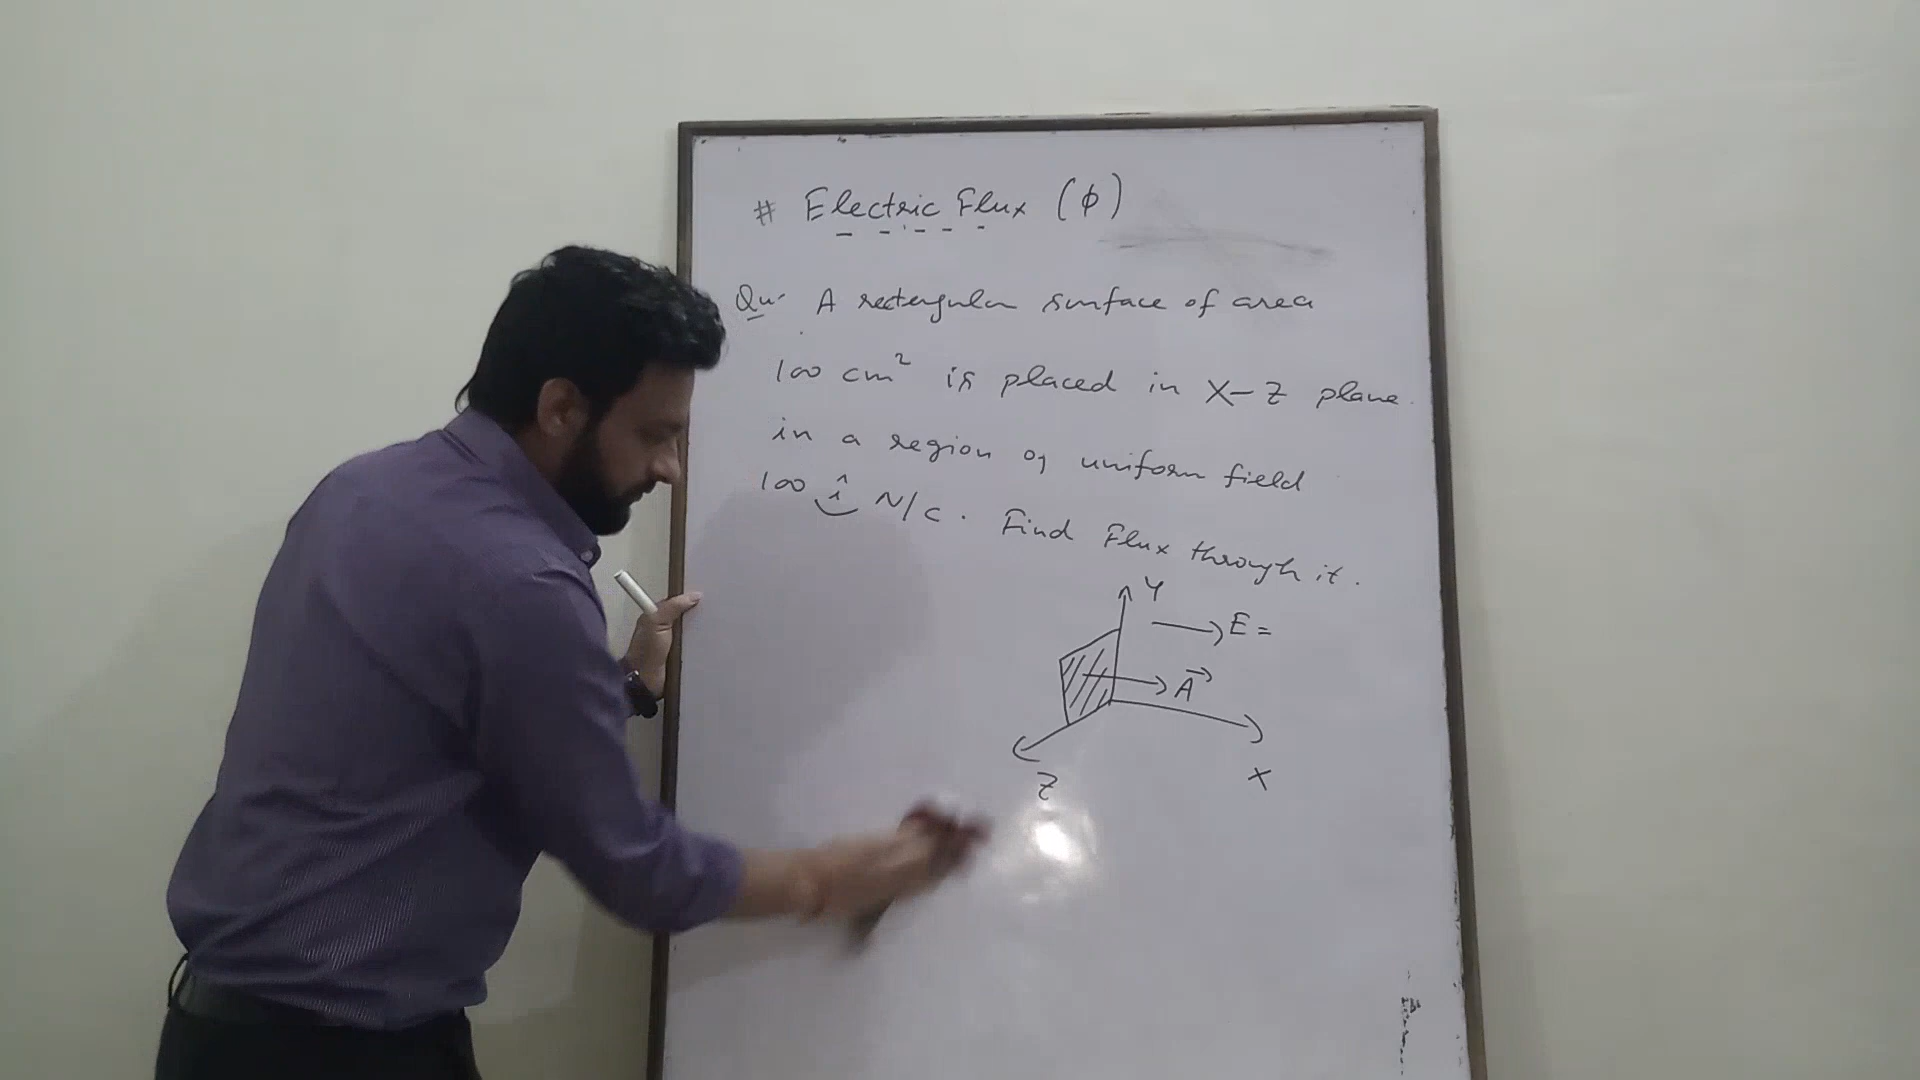 # Electric Flux (ϕ)
Qu. A rectangular surface of area
100 cm² is placed in X-Z plane.
in a region of uniform field
100 î N/C. Find Flux through it.
Y
E =
A
Z
X